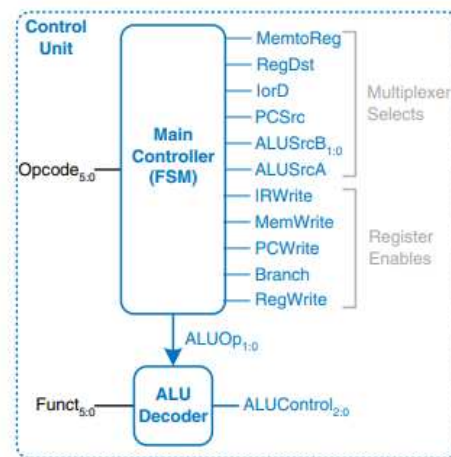 Control
Unit
MemtoReg
RegDst
IorD
PCSrc
ALUSrcB1:0
ALUSrcA
Multiplexer
Selects
Main
Controller
(FSM)
Opcode5:0
IRWrite
MemWrite
PCWrite
Branch
RegWrite
Register
Enables
ALUOp1:0
Funct5:0
ALU
Decoder
ALUControl2:0